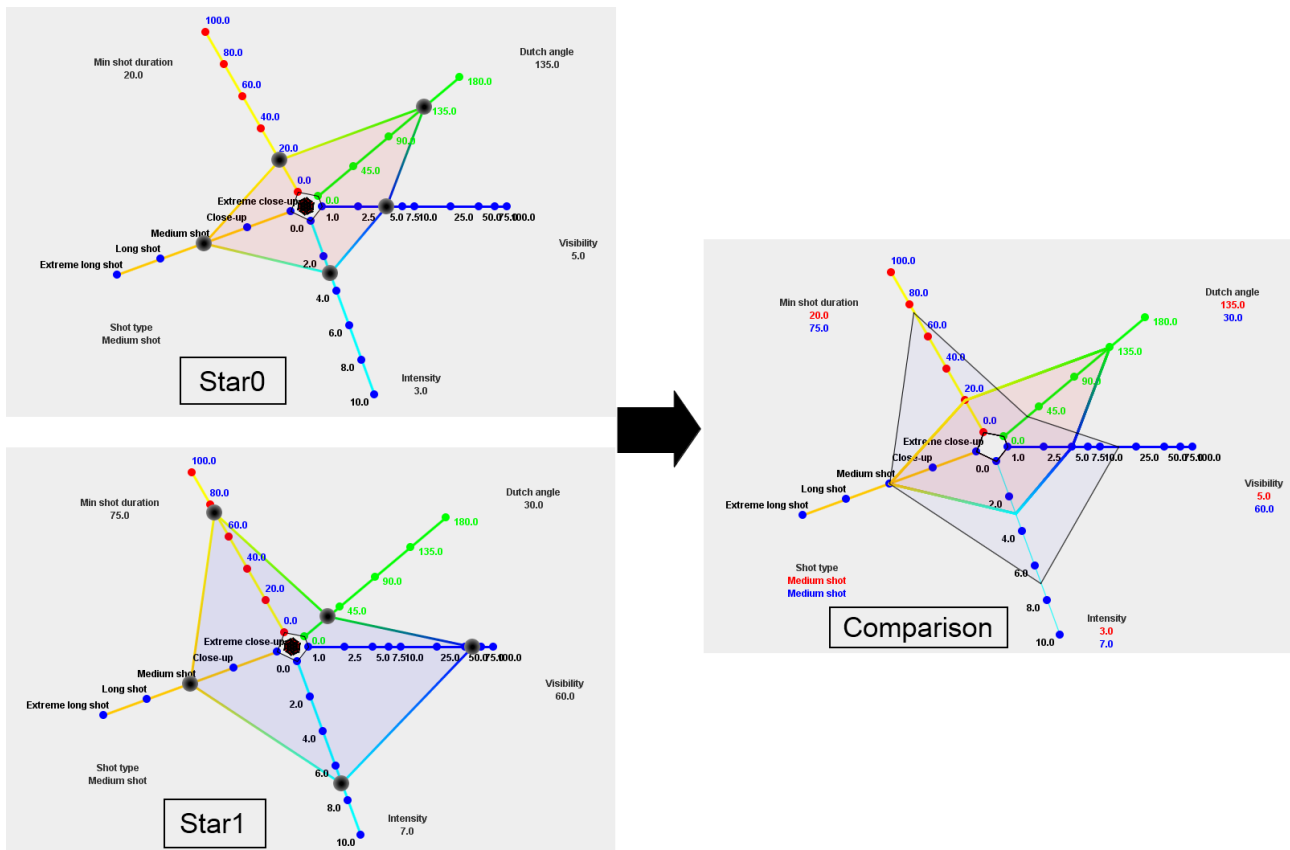 100.0
80.0
60.0
40.0
20.0
0.0
Min shot duration
20.0
Dutch angle
135.0
180.0
135.0
90.0
45.0
0.0
Extreme close-up
Close-up
Medium shot
Long shot
Extreme long shot
1.0 2.5 5.0 7.5 10.0 25.0 50.0 75.0 100.0
Visibility
5.0
0.0
2.0
4.0
6.0
8.0
10.0
Shot type
Medium shot
Intensity
3.0
Star0
100.0
80.0
60.0
40.0
20.0
0.0
Min shot duration
75.0
Dutch angle
30.0
180.0
135.0
90.0
45.0
0.0
Extreme close-up
Close-up
Medium shot
Long shot
Extreme long shot
1.0 2.5 5.0 7.5 10.0 25.0 50.0 75.0 100.0
Visibility
60.0
0.0
2.0
4.0
6.0
8.0
10.0
Shot type
Medium shot
Intensity
7.0
Star1
100.0
80.0
60.0
40.0
20.0
0.0
Min shot duration
20.0
75.0
Dutch angle
135.0
30.0
180.0
135.0
90.0
45.0
0.0
Extreme close-up
Close-up
Medium shot
Long shot
Extreme long shot
1.0 2.5 5.0 7.5 10.0 25.0 50.0 75.0 100.0
Visibility
5.0
60.0
0.0
2.0
4.0
6.0
8.0
10.0
Shot type
Medium shot
Medium shot
Intensity
3.0
7.0
Comparison